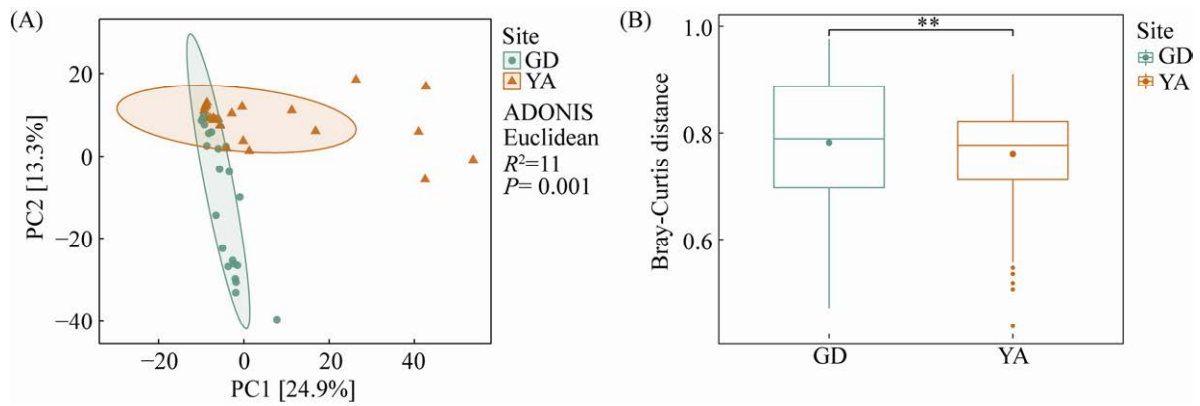 (A)
20
0
−20
−40
PC2 [13.3%]
−20
0
20
40
PC1 [24.9%]
Site
GD
YA
ADONIS
Euclidean
R²=11
P= 0.001
(B)
1.0
0.8
0.6
Bray-Curtis distance
**
GD
YA
Site
GD
YA